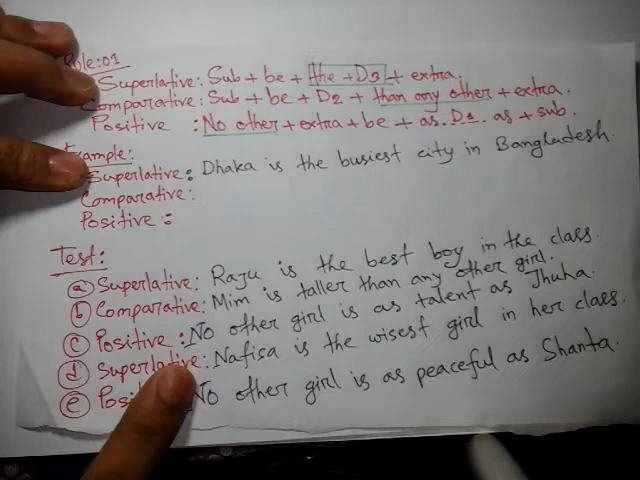 Rule:01
Superlative: Sub + be + the + D3 + extra.
Comparative: Sub + be + D2 + than any other + extra.
Positive : No other + extra + be + as. D1. as + sub.
Example:
Superlative: Dhaka is the busiest city in Bangladesh.
Comparative:
Positive:
Test:
(a) Superlative: Raju is the best boy in the class.
(b) Comparative: Mim is taller than any other girl.
(c) Positive : No other girl is as talent as Jhuha.
(d) Superlative: Nafisa is the wisest girl in her class.
(e) No other girl is as peaceful as Shanta.